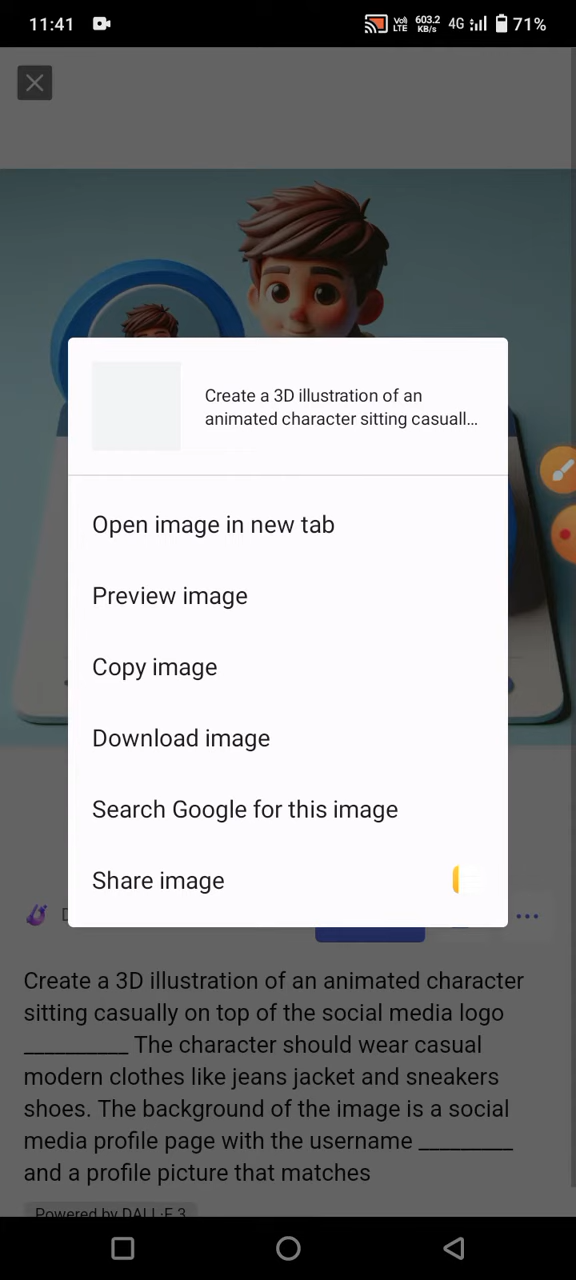 11:41
Vo) LTE 603.2 KB/s 4G 71%
Create a 3D illustration of an
animated character sitting casuall...
Open image in new tab
Preview image
Copy image
Download image
Search Google for this image
Share image
D
Create a 3D illustration of an animated character
sitting casually on top of the social media logo
__________ The character should wear casual
modern clothes like jeans jacket and sneakers
shoes. The background of the image is a social
media profile page with the username _________
and a profile picture that matches
Powered by DALL·E 3